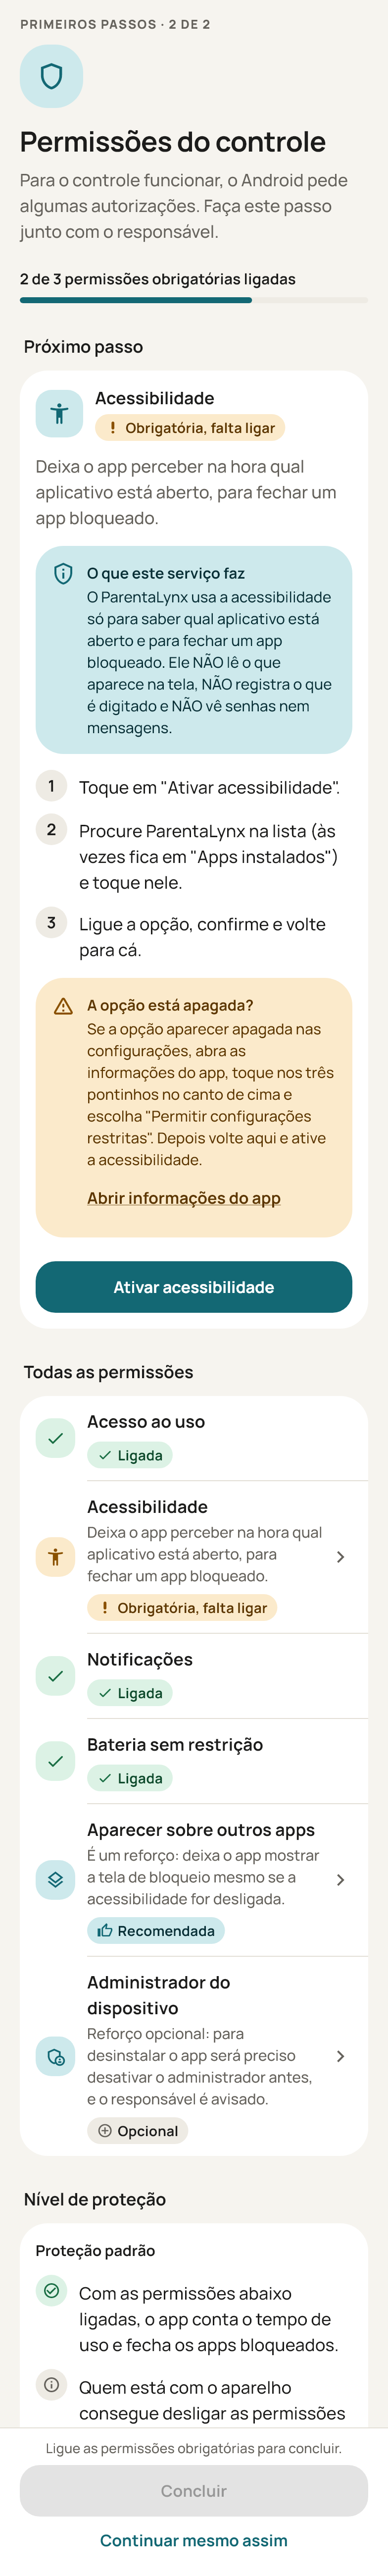 PRIMEIROS PASSOS · 2 DE 2
Permissões do controle
Para o controle funcionar, o Android pede
algumas autorizações. Faça este passo
junto com o responsável.
2 de 3 permissões obrigatórias ligadas
Próximo passo
Acessibilidade
Obrigatória, falta ligar
Deixa o app perceber na hora qual
aplicativo está aberto, para fechar um
app bloqueado.
O que este serviço faz
O ParentaLynx usa a acessibilidade
só para saber qual aplicativo está
aberto e para fechar um app
bloqueado. Ele NÃO lê o que
aparece na tela, NÃO registra o que
é digitado e NÃO vê senhas nem
mensagens.
1 Toque em "Ativar acessibilidade".
2 Procure ParentaLynx na lista (às
vezes fica em "Apps instalados")
e toque nele.
3 Ligue a opção, confirme e volte
para cá.
A opção está apagada?
Se a opção aparecer apagada nas
configurações, abra as
informações do app, toque nos três
pontinhos no canto de cima e
escolha "Permitir configurações
restritas". Depois volte aqui e ative
a acessibilidade.
Abrir informações do app
Ativar acessibilidade
Todas as permissões
Acesso ao uso
Ligada
Acessibilidade
Deixa o app perceber na hora qual
aplicativo está aberto, para
fechar um app bloqueado.
Obrigatória, falta ligar
Notificações
Ligada
Bateria sem restrição
Ligada
Aparecer sobre outros apps
É um reforço: deixa o app mostrar
a tela de bloqueio mesmo se a
acessibilidade for desligada.
Recomendada
Administrador do
dispositivo
Reforço opcional: para
desinstalar o app será preciso
desativar o administrador antes,
e o responsável é avisado.
Opcional
Nível de proteção
Proteção padrão
Com as permissões abaixo
ligadas, o app conta o tempo de
uso e fecha os apps bloqueados.
Quem está com o aparelho
consegue desligar as permissões
Ligue as permissões obrigatórias para concluir.
Concluir
Continuar mesmo assim